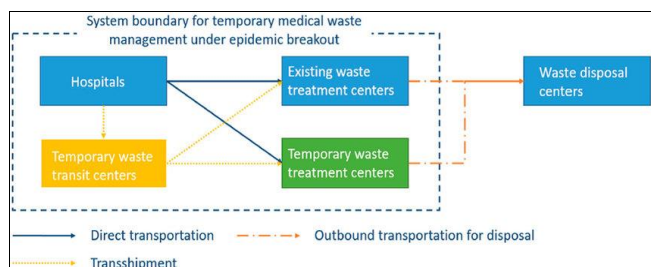 System boundary for temporary medical waste
management under epidemic breakout
Hospitals
Existing waste
treatment centers
Waste disposal
centers
Temporary waste
transit centers
Temporary waste
treatment centers
Direct transportation
Outbound transportation for disposal
Transshipment